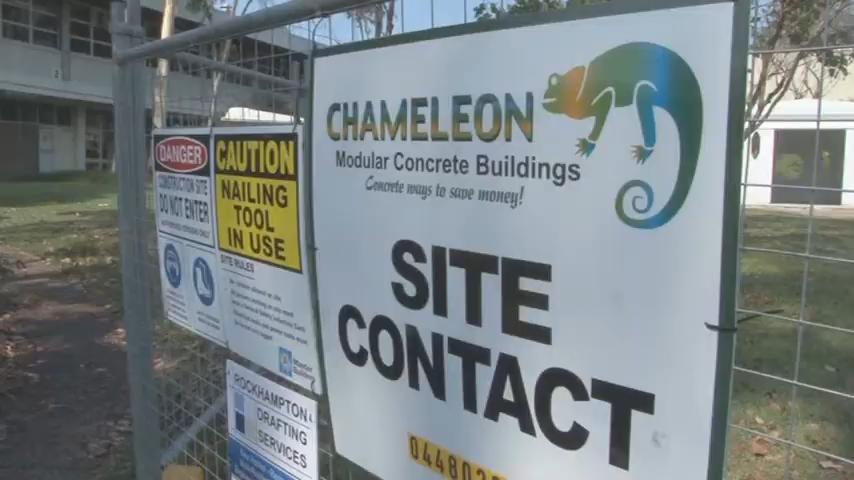 CHAMELEON
Modular Concrete Buildings
Concrete ways to save money!
SITE
CONTACT
DANGER
CONSTRUCTION SITE
DO NOT ENTER
CAUTION
NAILING
TOOL
IN USE
SITE RULES
ROCKHAMPTON
DRAFTING
SERVICES